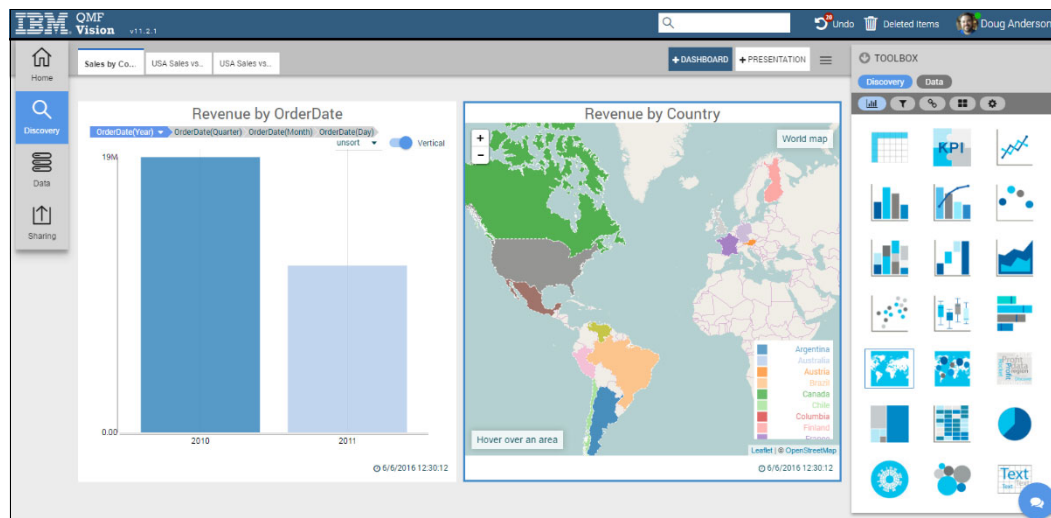 IBM. QMF
Vision v11.2.1
Undo
Deleted Items
Doug Anderson
Home
Discovery
Data
Sharing
Sales by Co...
USA Sales vs..
USA Sales vs..
+ DASHBOARD
+ PRESENTATION
TOOLBOX
Discovery
Data
Revenue by OrderDate
OrderDate(Year) OrderDate(Quarter) OrderDate(Month) OrderDate(Day)
unsort
Vertical
19M
0.00
2010
2011
6/6/2016 12:30:12
Revenue by Country
+
-
World map
Argentina
Australia
Austria
Brazil
Canada
Chile
Columbia
Finland
France
Hover over an area
Leaflet | © OpenStreetMap
6/6/2016 12:30:12
KPI
Text
Text